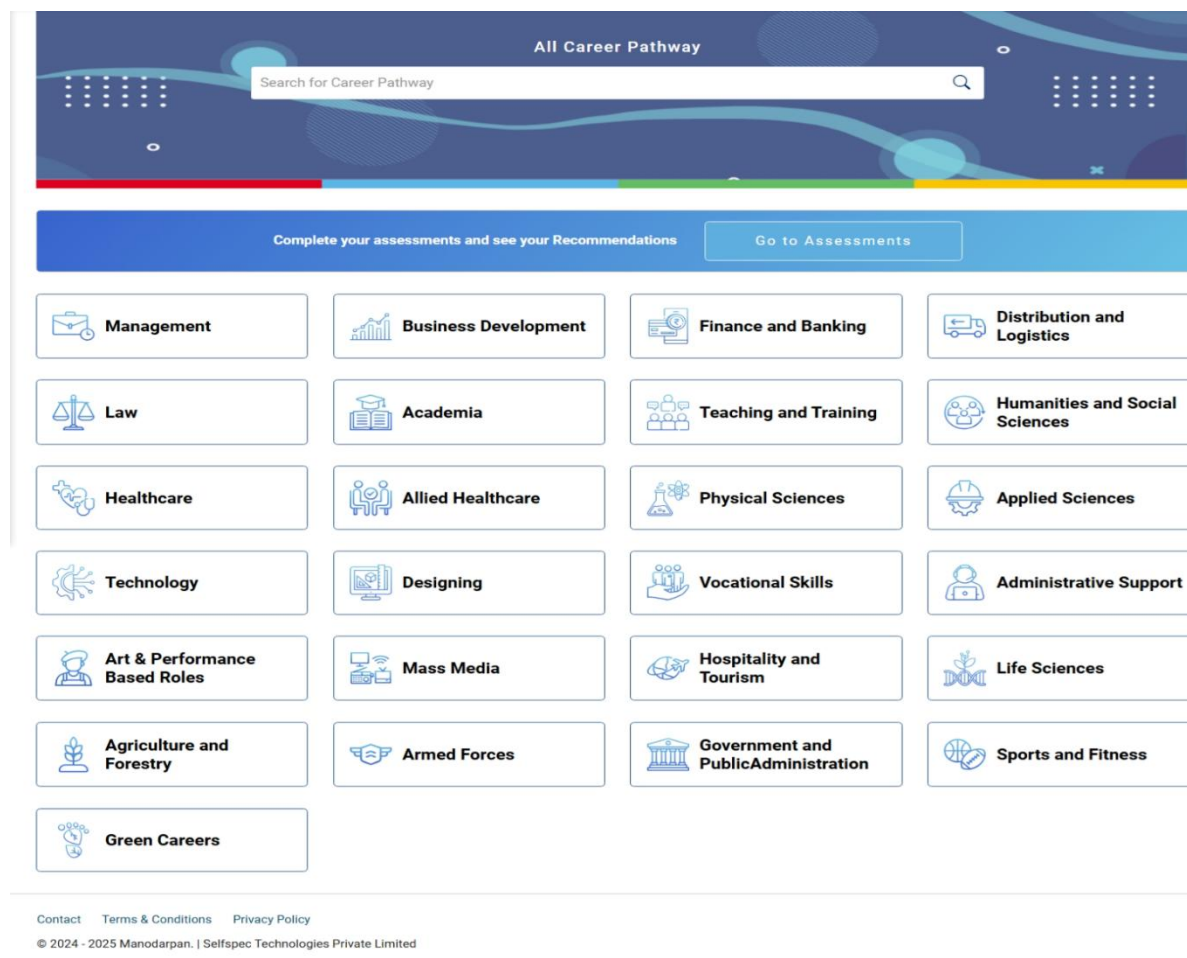 All Career Pathway
Search for Career Pathway
Complete your assessments and see your Recommendations
Go to Assessments
Management
Business Development
Finance and Banking
Distribution and
Logistics
Law
Academia
Teaching and Training
Humanities and Social
Sciences
Healthcare
Allied Healthcare
Physical Sciences
Applied Sciences
Technology
Designing
Vocational Skills
Administrative Support
Art & Performance
Based Roles
Mass Media
Hospitality and
Tourism
Life Sciences
Agriculture and
Forestry
Armed Forces
Government and
PublicAdministration
Sports and Fitness
Green Careers
Contact Terms & Conditions Privacy Policy
© 2024 - 2025 Manodarpan. | Selfspec Technologies Private Limited